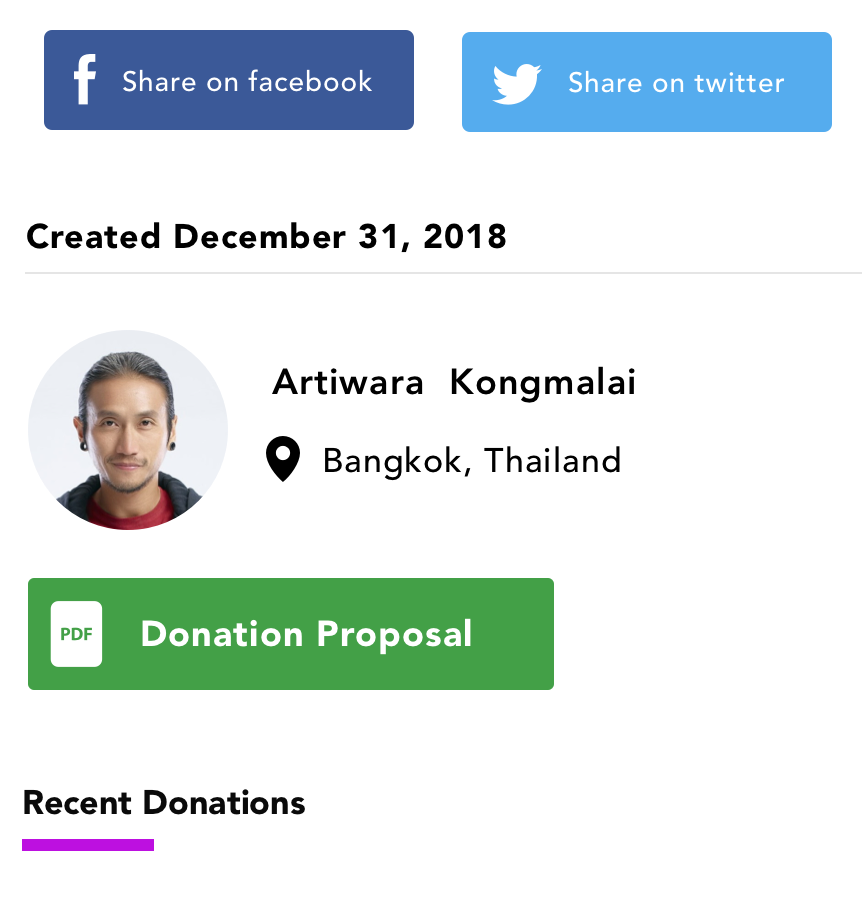 Share on facebook
Share on twitter
Created December 31, 2018
Artiwara Kongmalai
Bangkok, Thailand
PDF Donation Proposal
Recent Donations